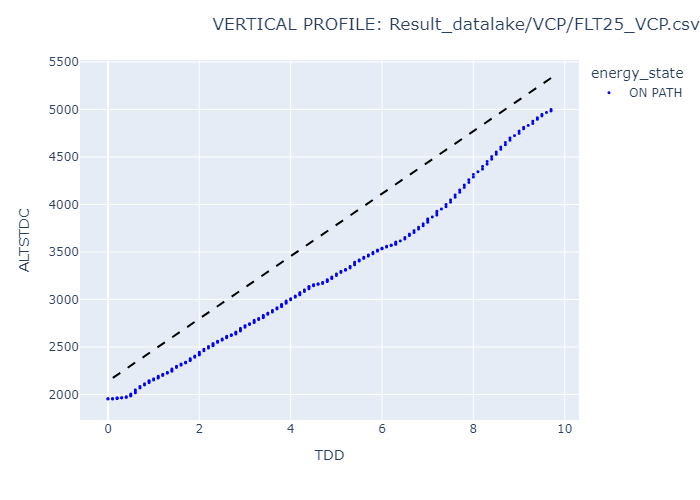 VERTICAL PROFILE: Result_datalake/VCP/FLT25_VCP.csv
5500
5000
4500
4000
3500
3000
2500
2000
ALTSTDC
0 2 4 6 8 10
TDD
energy_state
ON PATH